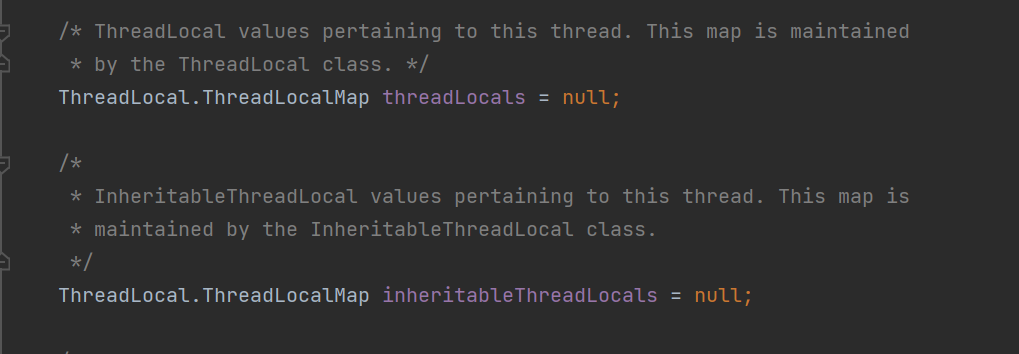 /* ThreadLocal values pertaining to this thread. This map is maintained
 * by the ThreadLocal class. */
ThreadLocal.ThreadLocalMap threadLocals = null;
/*
 * InheritableThreadLocal values pertaining to this thread. This map is
 * maintained by the InheritableThreadLocal class.
 */
ThreadLocal.ThreadLocalMap inheritableThreadLocals = null;